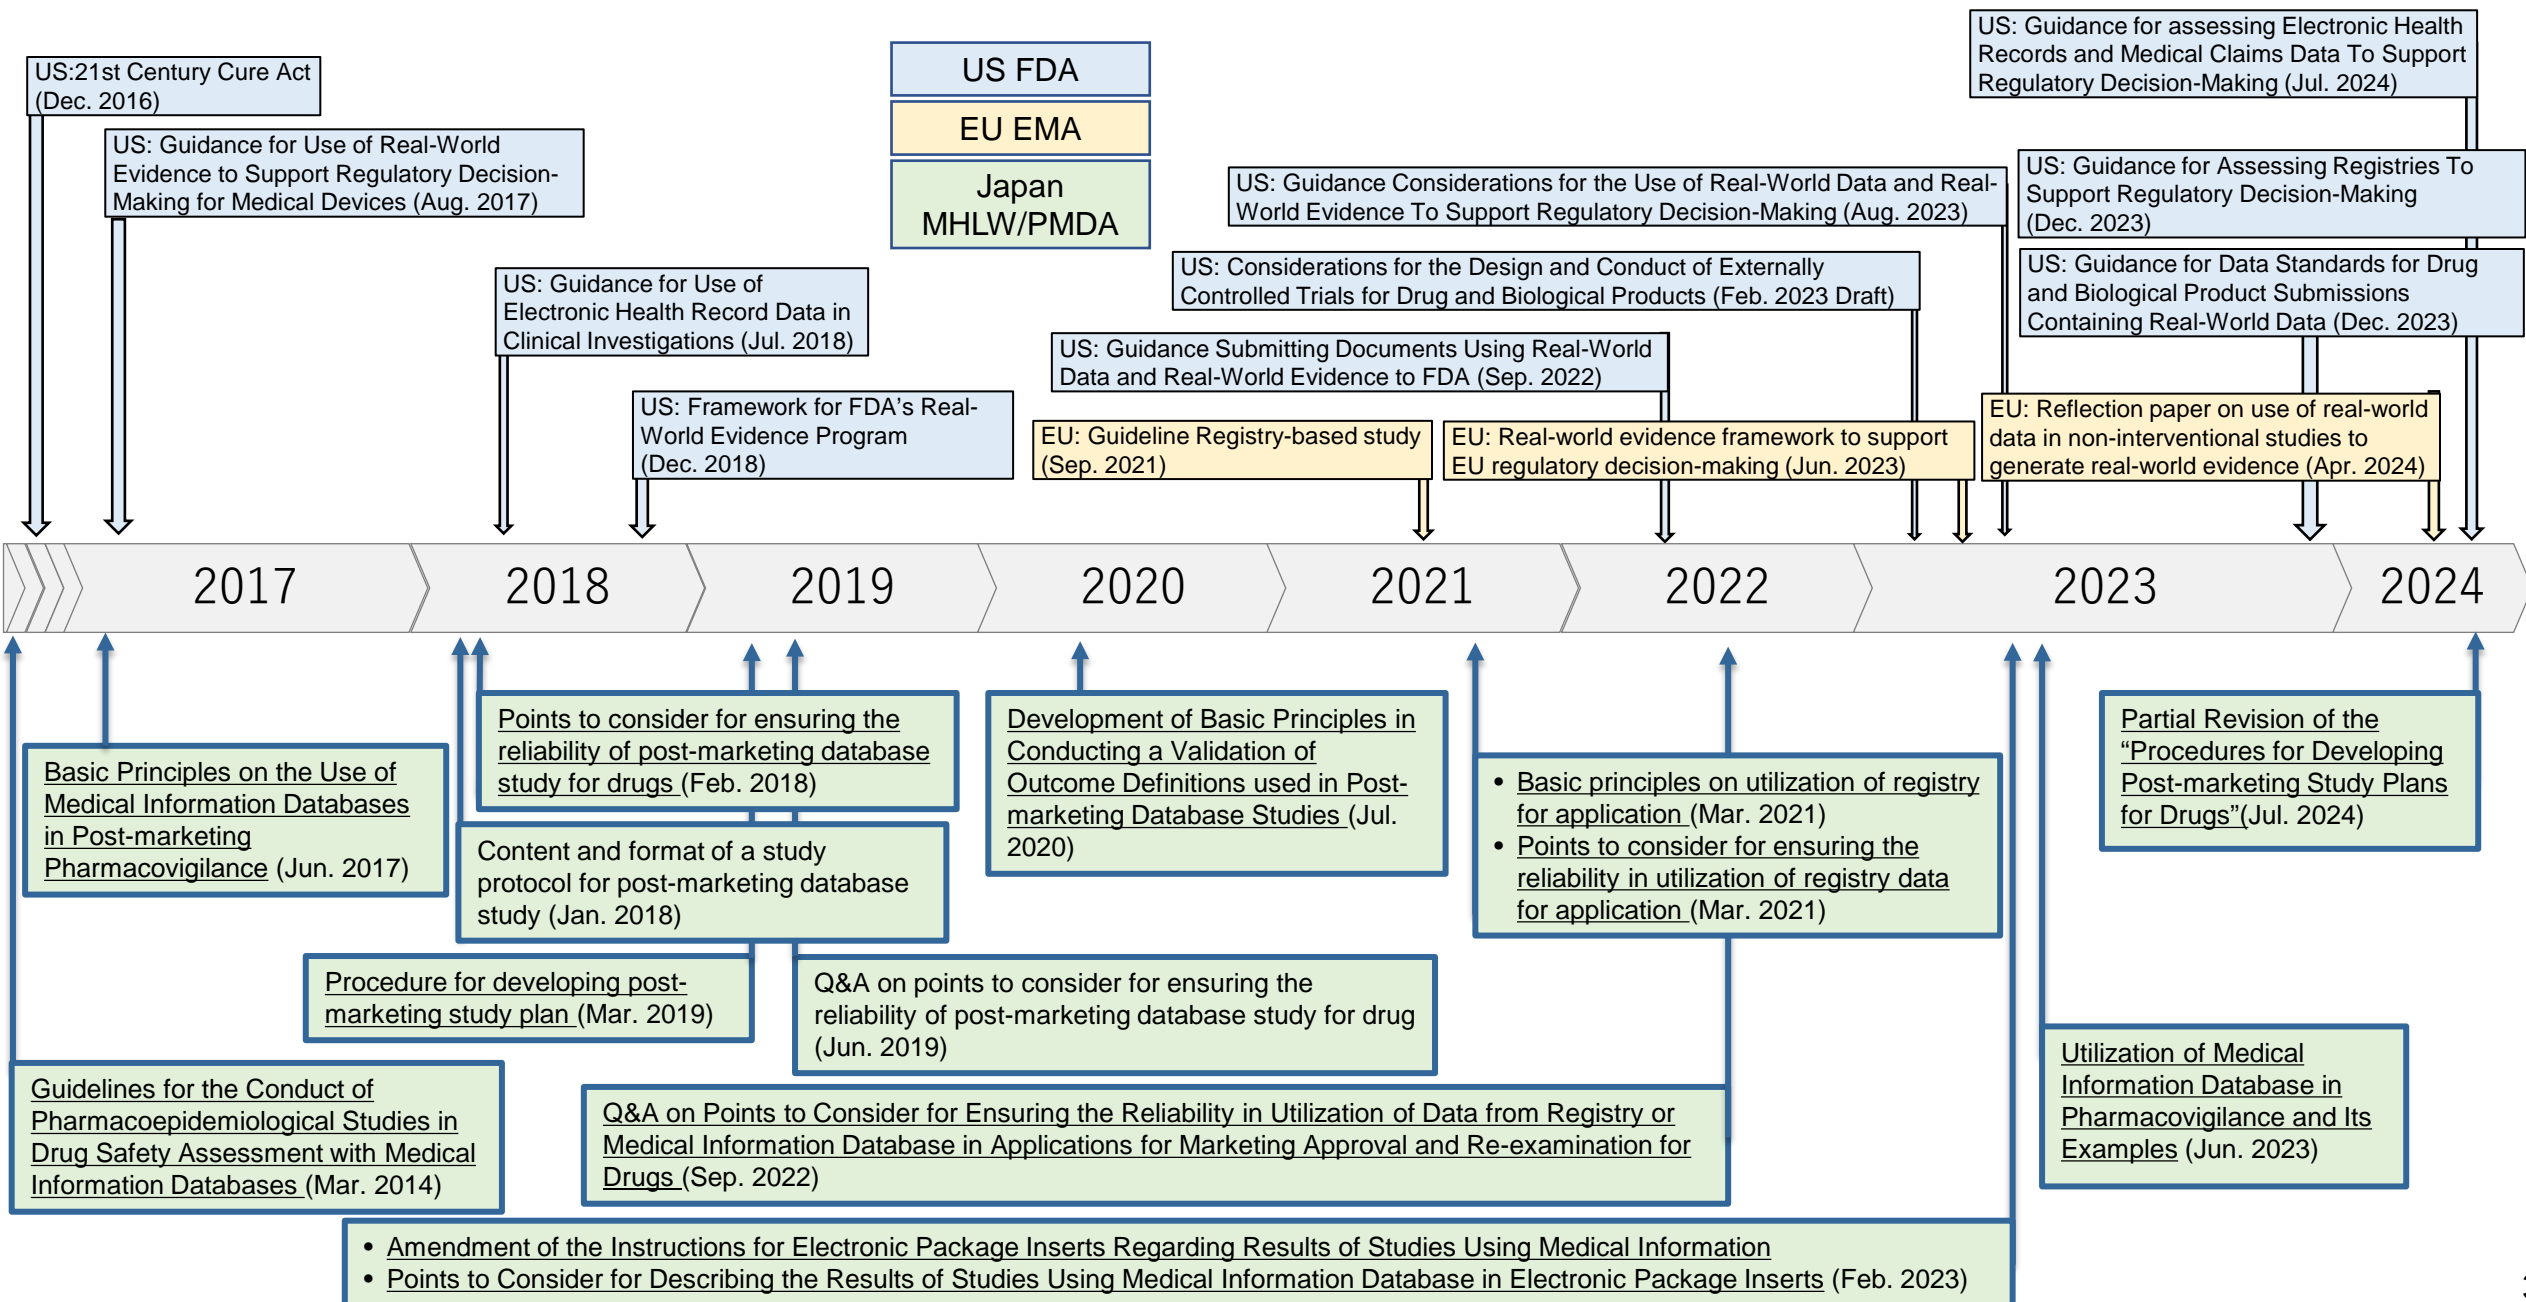 US:21st Century Cure Act
(Dec. 2016)
US: Guidance for Use of Real-World
Evidence to Support Regulatory Decision-
Making for Medical Devices (Aug. 2017)
US: Guidance for Use of
Electronic Health Record Data in
Clinical Investigations (Jul. 2018)
US: Framework for FDA’s Real-
World Evidence Program
(Dec. 2018)
US FDA
EU EMA
Japan
MHLW/PMDA
US: Guidance for assessing Electronic Health
Records and Medical Claims Data To Support
Regulatory Decision-Making (Jul. 2024)
US: Guidance Considerations for the Use of Real-World Data and Real-
World Evidence To Support Regulatory Decision-Making (Aug. 2023)
US: Guidance for Assessing Registries To
Support Regulatory Decision-Making
(Dec. 2023)
US: Considerations for the Design and Conduct of Externally
Controlled Trials for Drug and Biological Products (Feb. 2023 Draft)
US: Guidance for Data Standards for Drug
and Biological Product Submissions
Containing Real-World Data (Dec. 2023)
US: Guidance Submitting Documents Using Real-World
Data and Real-World Evidence to FDA (Sep. 2022)
EU: Guideline Registry-based study
(Sep. 2021)
EU: Real-world evidence framework to support
EU regulatory decision-making (Jun. 2023)
EU: Reflection paper on use of real-world
data in non-interventional studies to
generate real-world evidence (Apr. 2024)
2017
2018
2019
2020
2021
2022
2023
2024
Basic Principles on the Use of
Medical Information Databases
in Post-marketing
Pharmacovigilance (Jun. 2017)
Points to consider for ensuring the
reliability of post-marketing database
study for drugs (Feb. 2018)
Content and format of a study
protocol for post-marketing database
study (Jan. 2018)
Development of Basic Principles in
Conducting a Validation of
Outcome Definitions used in Post-
marketing Database Studies (Jul.
2020)
• Basic principles on utilization of registry
for application (Mar. 2021)
• Points to consider for ensuring the
reliability in utilization of registry data
for application (Mar. 2021)
Partial Revision of the
“Procedures for Developing
Post-marketing Study Plans
for Drugs”(Jul. 2024)
Procedure for developing post-
marketing study plan (Mar. 2019)
Q&A on points to consider for ensuring the
reliability of post-marketing database study for drug
(Jun. 2019)
Guidelines for the Conduct of
Pharmacoepidemiological Studies in
Drug Safety Assessment with Medical
Information Databases (Mar. 2014)
Q&A on Points to Consider for Ensuring the Reliability in Utilization of Data from Registry or
Medical Information Database in Applications for Marketing Approval and Re-examination for
Drugs (Sep. 2022)
Utilization of Medical
Information Database in
Pharmacovigilance and Its
Examples (Jun. 2023)
• Amendment of the Instructions for Electronic Package Inserts Regarding Results of Studies Using Medical Information
• Points to Consider for Describing the Results of Studies Using Medical Information Database in Electronic Package Inserts (Feb. 2023)